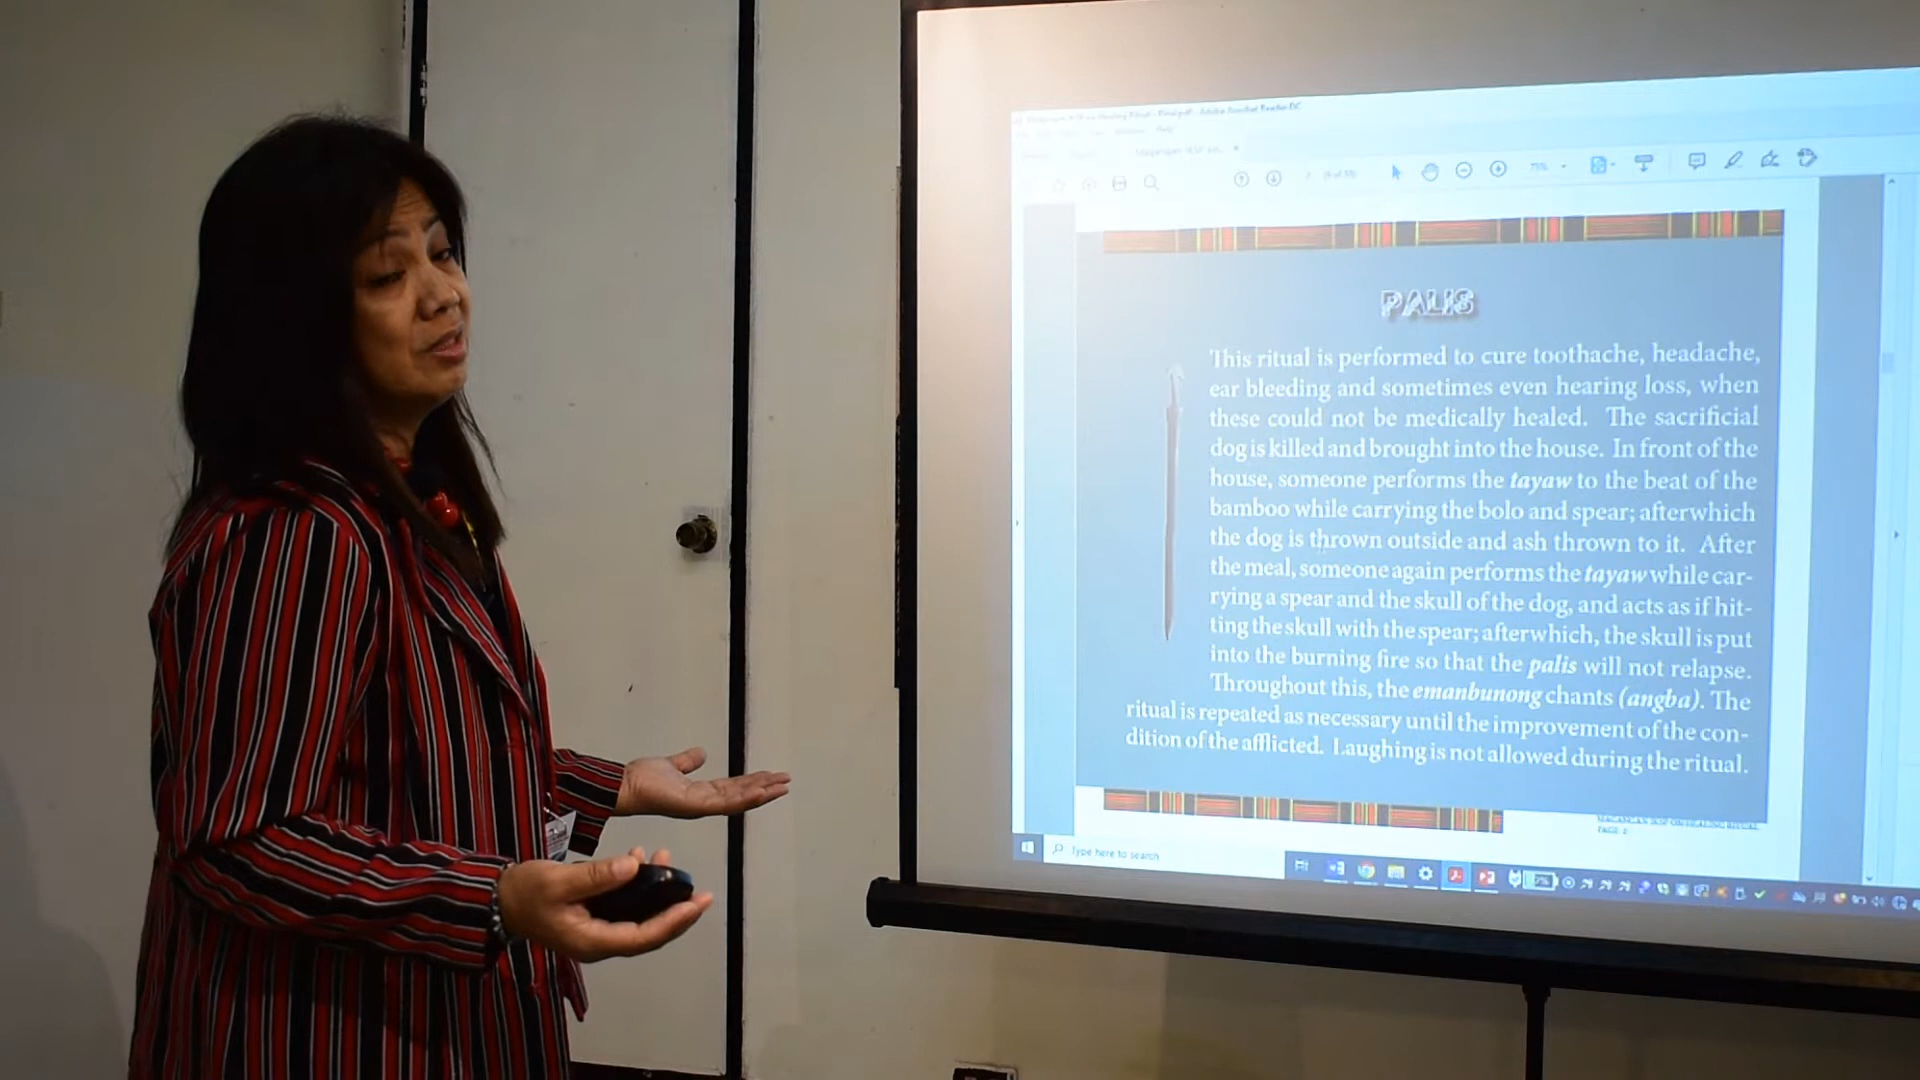 Adobe Acrobat Reader DC
75%
PALIS
This ritual is performed to cure toothache, headache,
ear bleeding and sometimes even hearing loss, when
these could not be medically healed. The sacrificial
dog is killed and brought into the house. In front of the
house, someone performs the tayaw to the beat of the
bamboo while carrying the bolo and spear; afterwhich
the dog is thrown outside and ash thrown to it. After
the meal, someone again performs the tayaw while car-
rying a spear and the skull of the dog, and acts as if hit-
ting the skull with the spear; afterwhich, the skull is put
into the burning fire so that the palis will not relapse.
Throughout this, the emanbunong chants (angba). The
ritual is repeated as necessary until the improvement of the con-
dition of the afflicted. Laughing is not allowed during the ritual.
PAGE 2
Type here to search